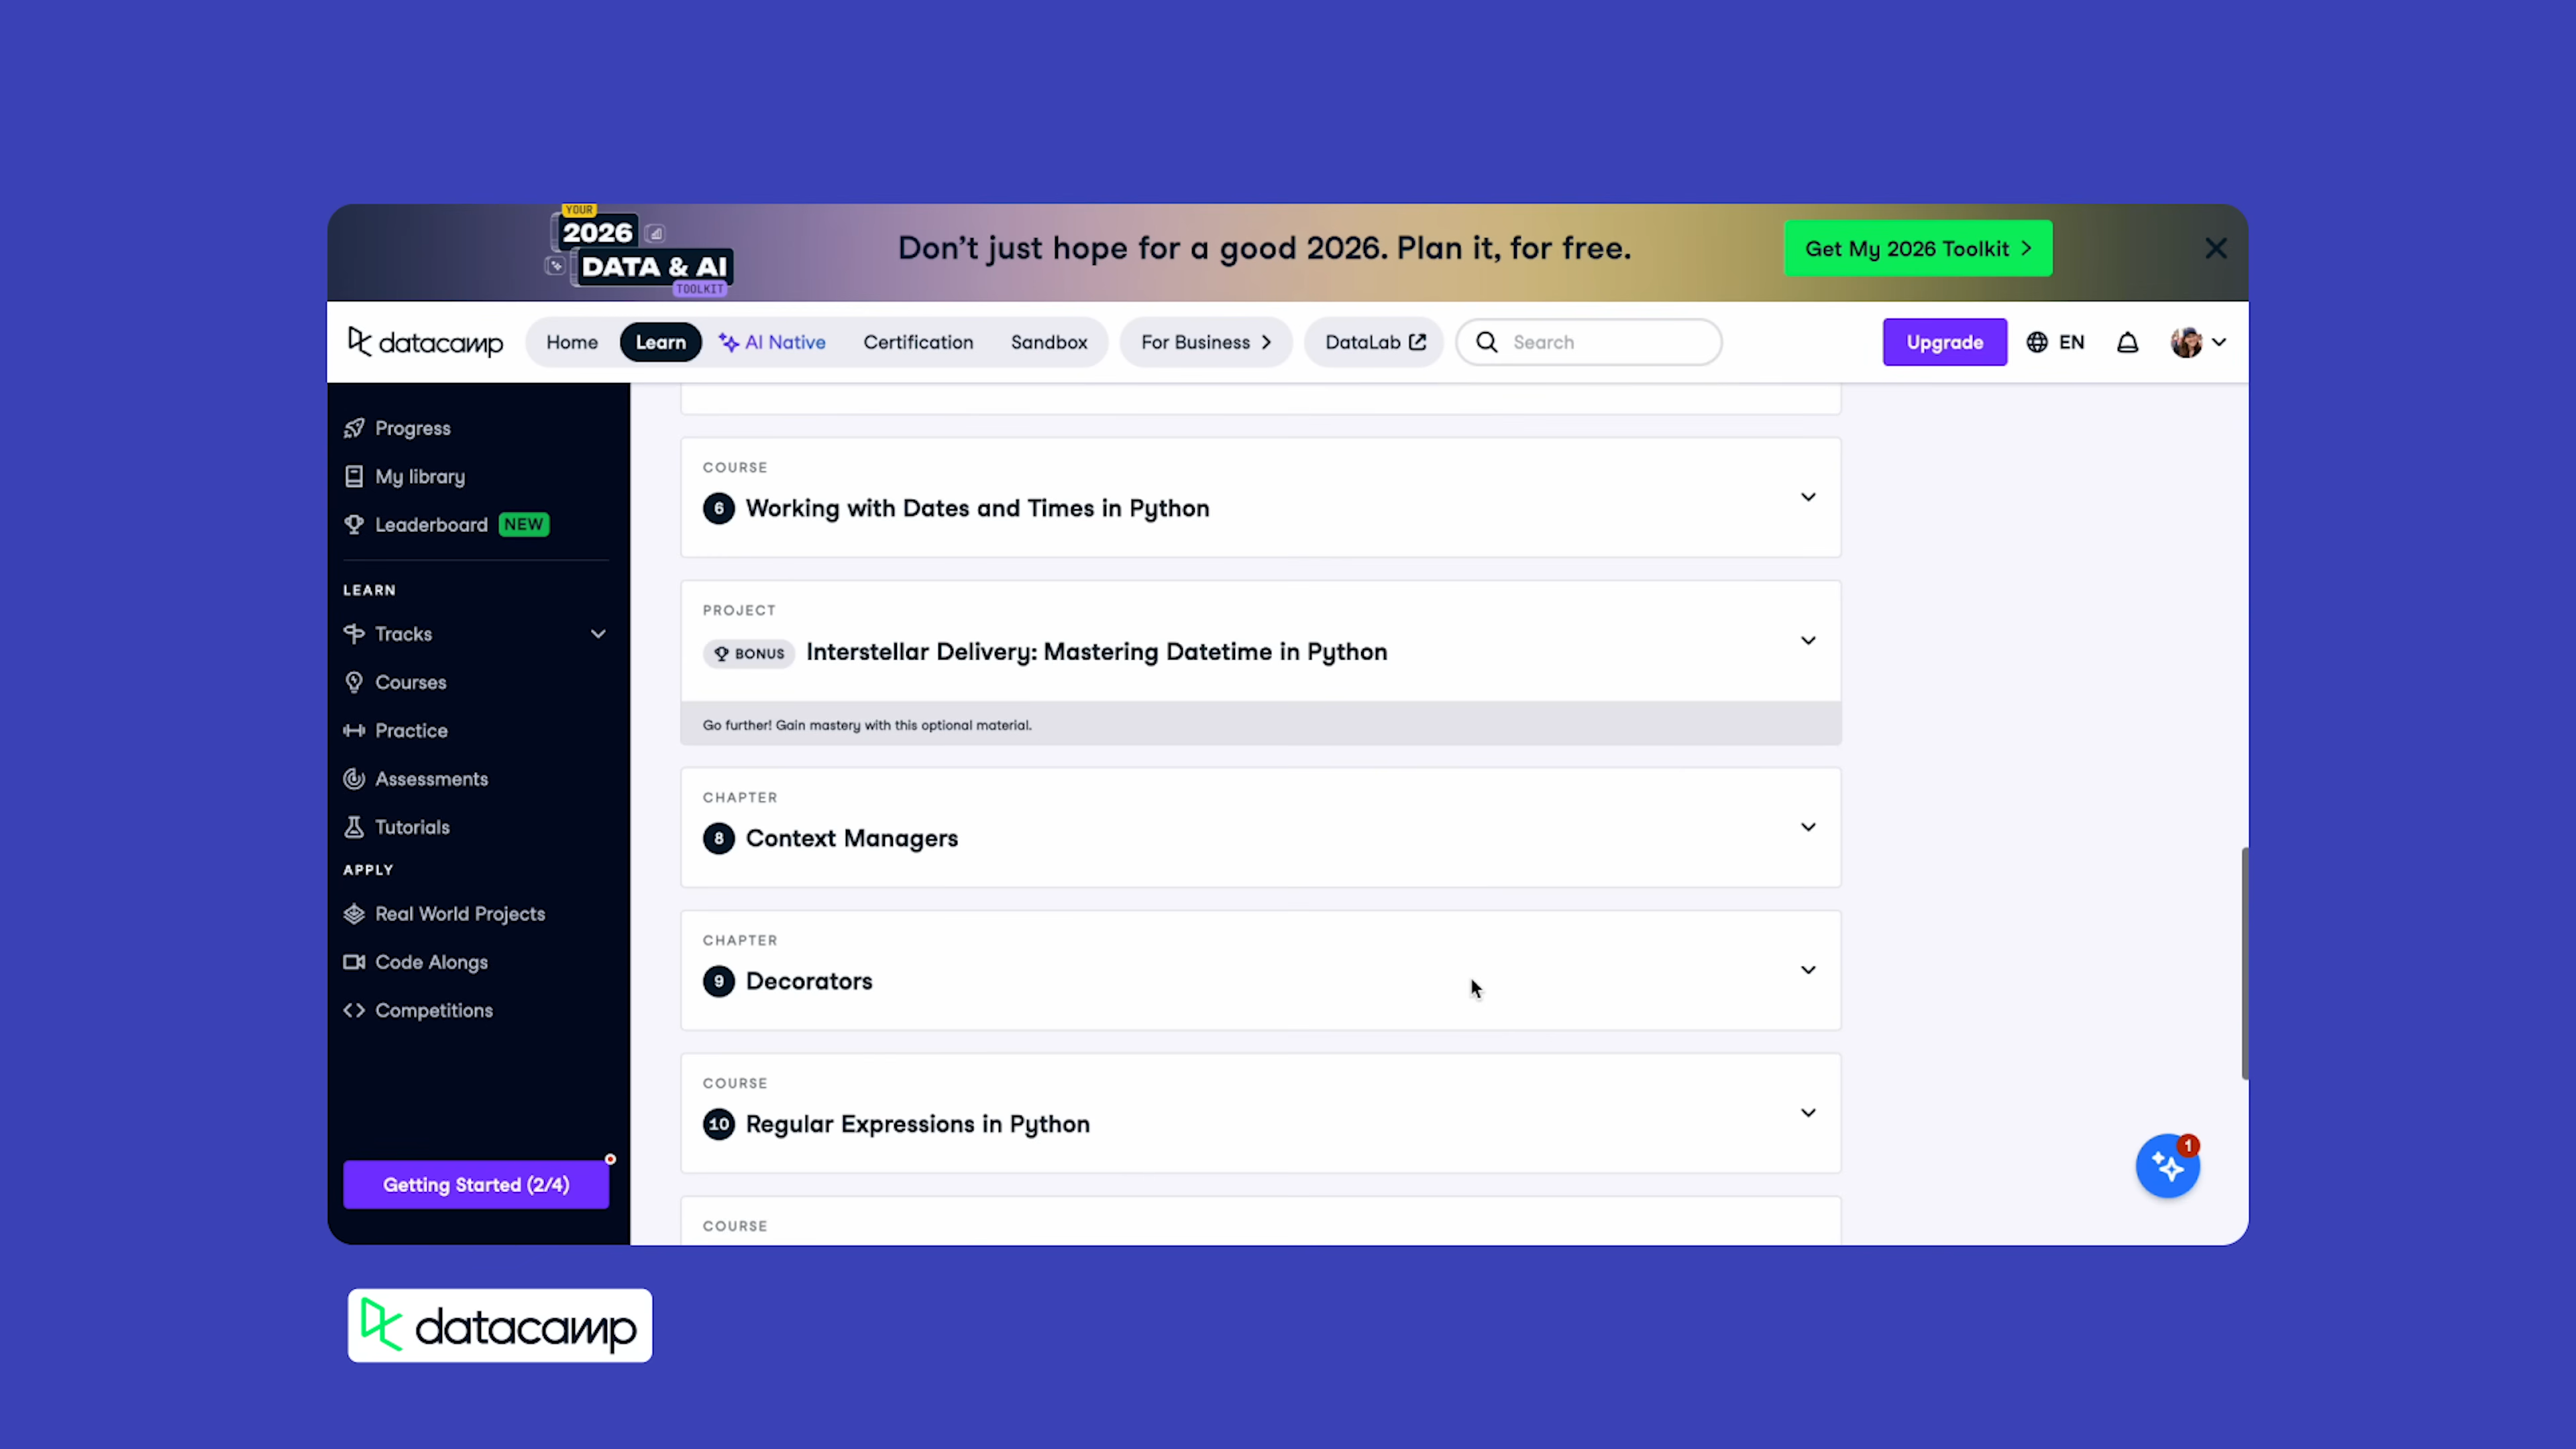 YOUR
2026
DATA & AI
TOOLKIT
Don't just hope for a good 2026. Plan it, for free.
Get My 2026 Toolkit
datacamp
Home
Learn
AI Native
Certification
Sandbox
For Business
DataLab
Search
Upgrade
EN
Progress
My library
Leaderboard NEW
LEARN
Tracks
Courses
Practice
Assessments
Tutorials
APPLY
Real World Projects
Code Alongs
Competitions
Getting Started (2/4)
COURSE
6 Working with Dates and Times in Python
PROJECT
BONUS Interstellar Delivery: Mastering Datetime in Python
Go further! Gain mastery with this optional material.
CHAPTER
8 Context Managers
CHAPTER
9 Decorators
COURSE
10 Regular Expressions in Python
COURSE
1
datacamp